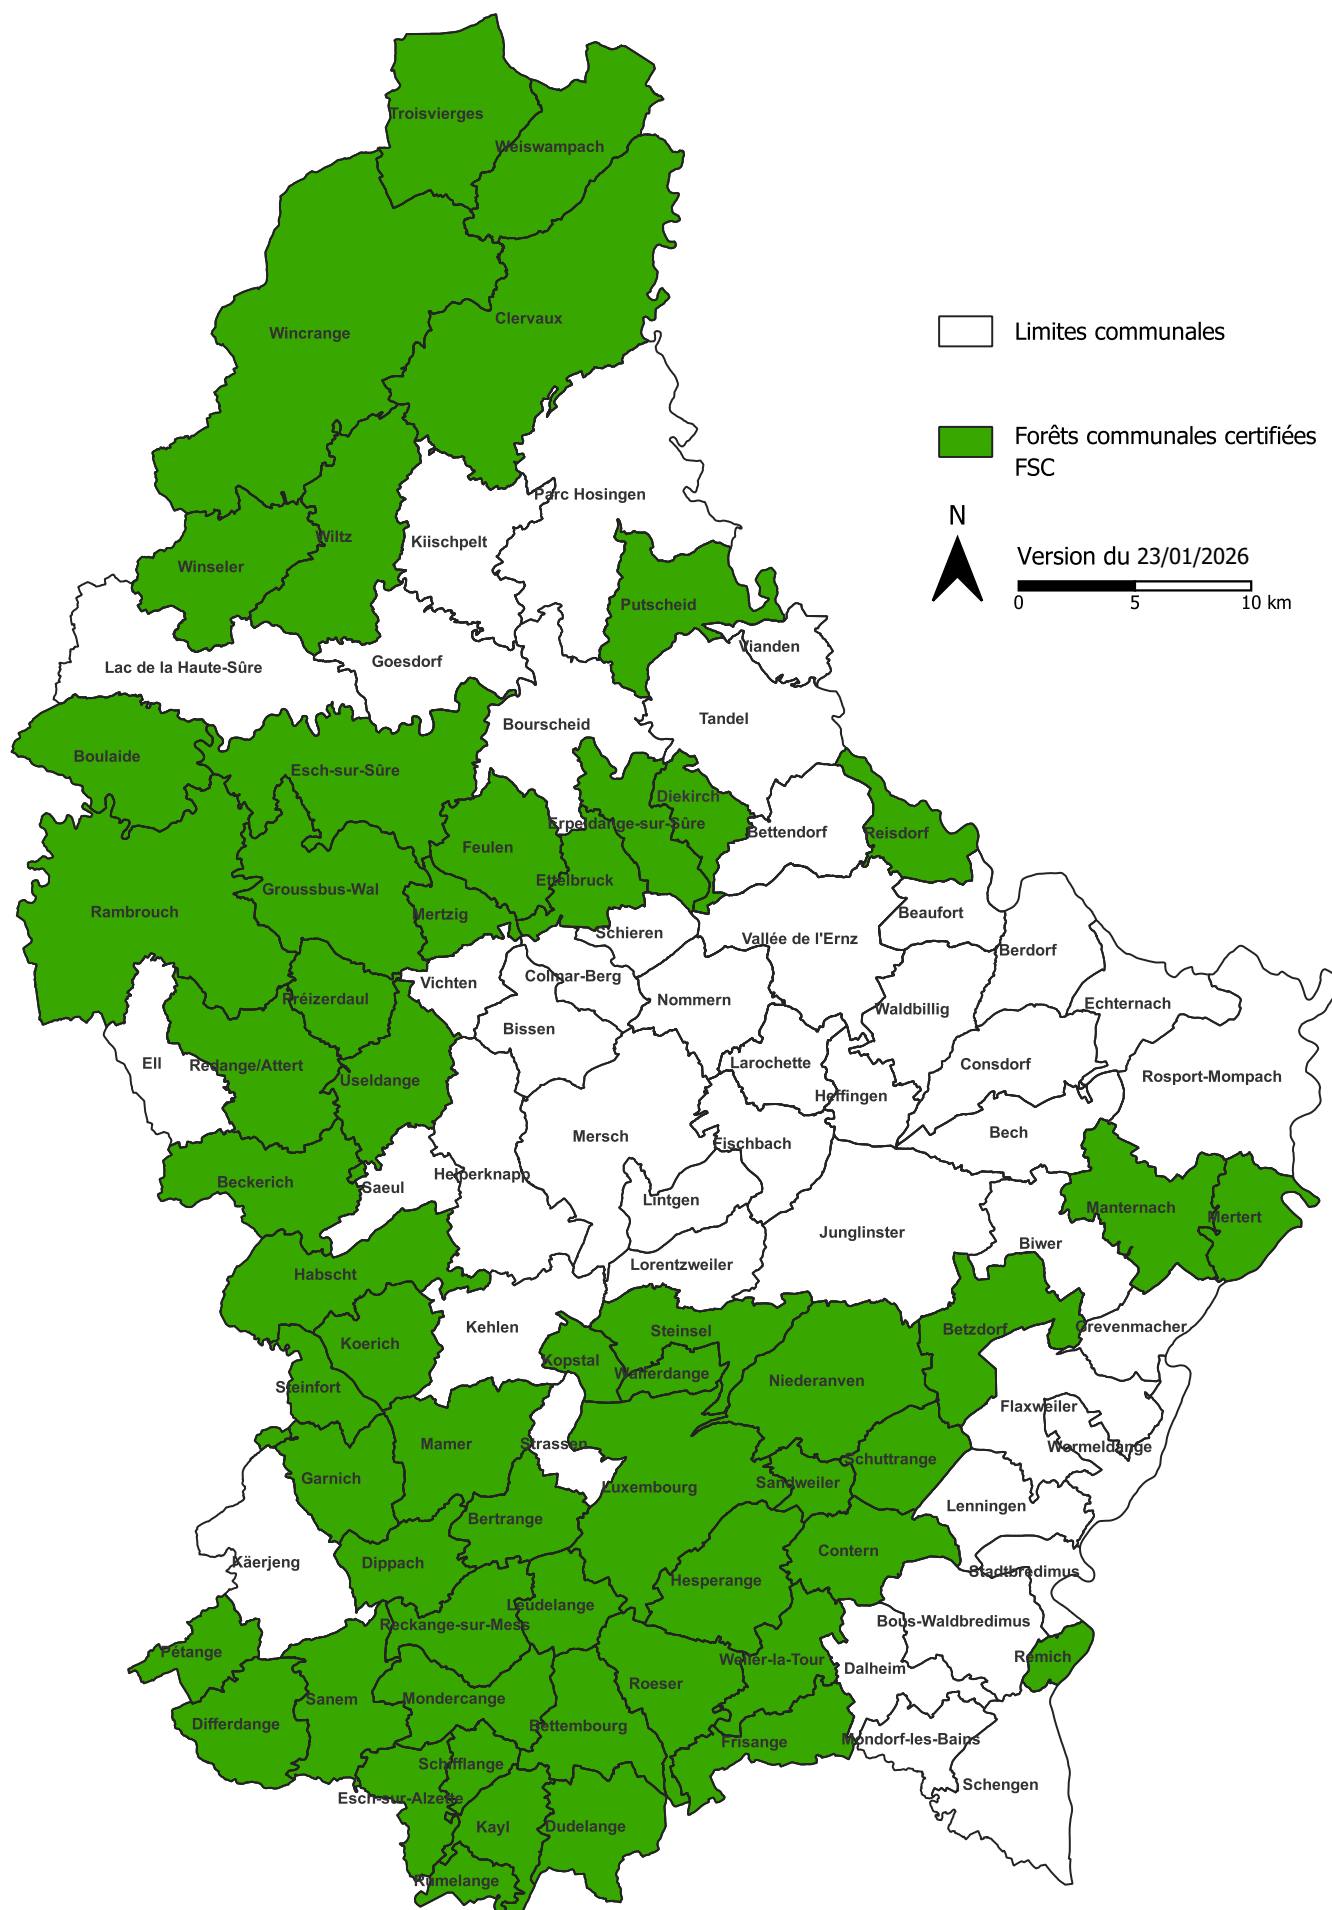 Troisvierges
Weiswampach
Clervaux
Wincrange
Limites communales
Forêts communales certifiées
FSC
Parc Hosingen
N
Wiltz
Kiischpelt
Version du 23/01/2026
Winseler
0 5 10 km
Putscheid
Vianden
Goesdorf
Lac de la Haute-Sûre
Tandel
Bourscheid
Boulaide
Esch-sur-Sûre
Diekirch
Erpeldange-sur-Sûre
Bettendorf
Reisdorf
Feulen
Ettelbruck
Groussbus-Wal
Rambrouch
Mertzig
Beaufort
Schieren
Vallée de l'Ernz
Berdorf
Colmar-Berg
Vichten
Préizerdaul
Nommern
Echternach
Waldbillig
Bissen
Ell
Redange/Attert
Larochette
Consdorf
Useldange
Rosport-Mompach
Heffingen
Mersch
Bech
Fischbach
Helperknapp
Beckerich
Saeul
Lintgen
Manternach
Mertert
Junglinster
Biwer
Lorentzweiler
Habscht
Kehlen
Steinsel
Betzdorf
Grevenmacher
Koerich
Kopstal
Walferdange
Niederanven
Steinfort
Flaxweiler
Mamer
Strassen
Wormeldange
Schuttrange
Garnich
Sandweiler
Luxembourg
Lenningen
Bertrange
Contern
Käerjeng
Dippach
Stadtbredimus
Hesperange
Leudelange
Reckange-sur-Mess
Bous-Waldbredimus
Pétange
Weiler-la-Tour
Remich
Dalheim
Roeser
Sanem
Mondercange
Differdange
Bettembourg
Frisange
Mondorf-les-Bains
Schifflange
Schengen
Esch-sur-Alzette
Kayl
Dudelange
Rumelange